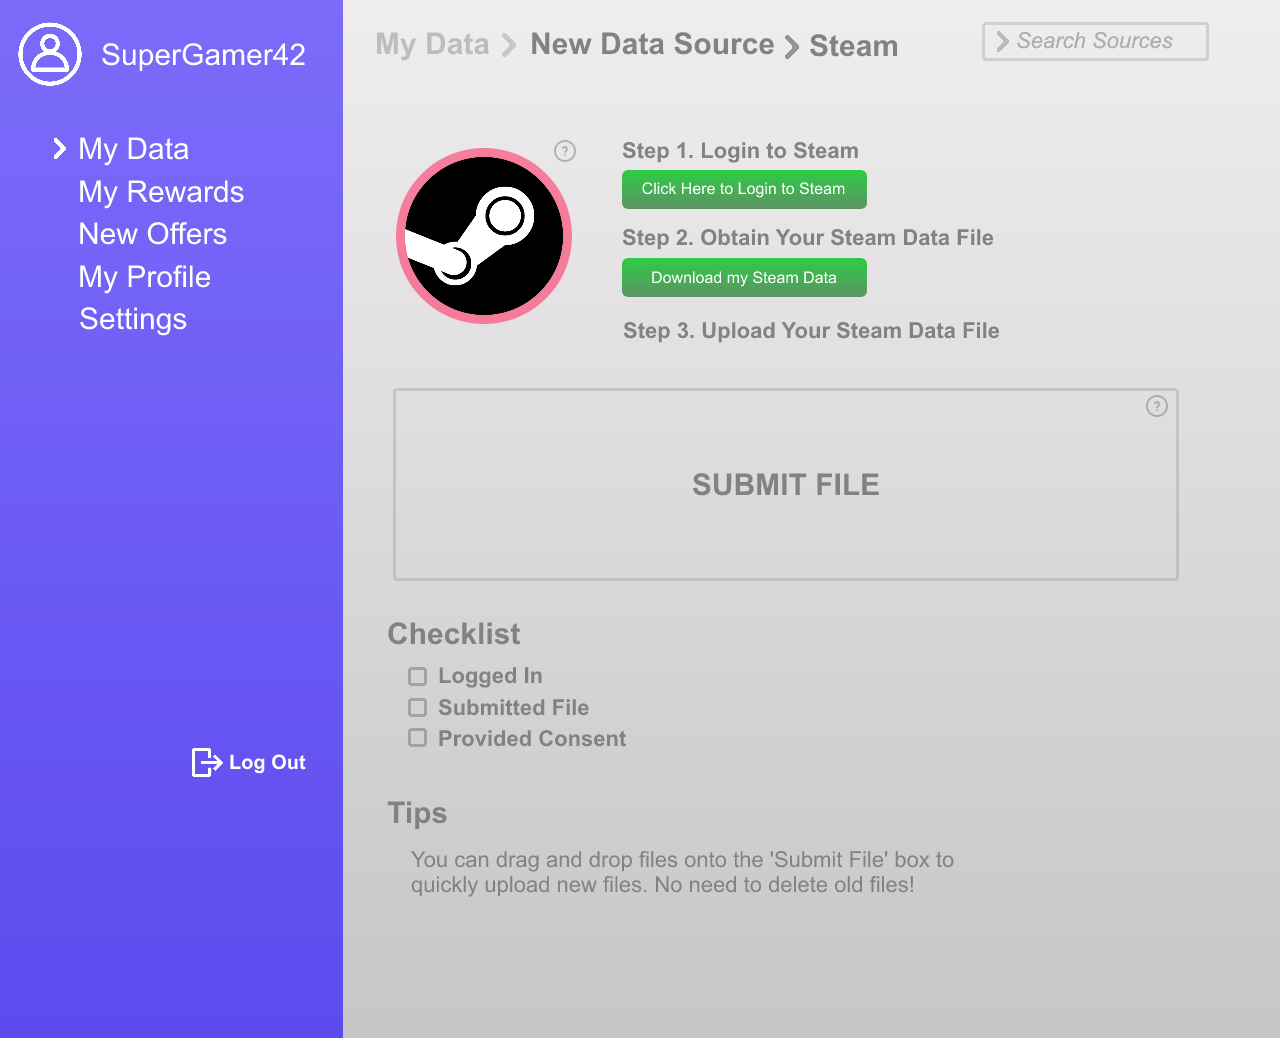 SuperGamer42
My Data
My Rewards
New Offers
My Profile
Settings
Log Out
My Data New Data Source Steam
Search Sources
?
Step 1. Login to Steam
Click Here to Login to Steam
Step 2. Obtain Your Steam Data File
Download my Steam Data
Step 3. Upload Your Steam Data File
?
SUBMIT FILE
Checklist
Logged In
Submitted File
Provided Consent
Tips
You can drag and drop files onto the 'Submit File' box to
quickly upload new files. No need to delete old files!